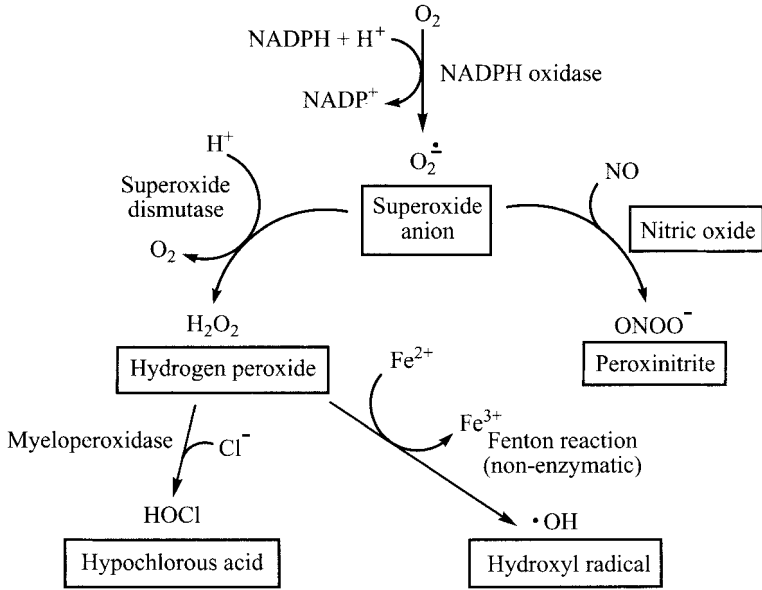 O₂
NADPH + H⁺
NADPH oxidase
NADP⁺
O₂•⁻
H⁺
Superoxide
dismutase
O₂
Superoxide
anion
NO
Nitric oxide
H₂O₂
Hydrogen peroxide
ONOO⁻
Peroxinitrite
Fe²⁺
Fe³⁺
Fenton reaction
(non-enzymatic)
Myeloperoxidase
Cl⁻
HOCl
Hypochlorous acid
•OH
Hydroxyl radical